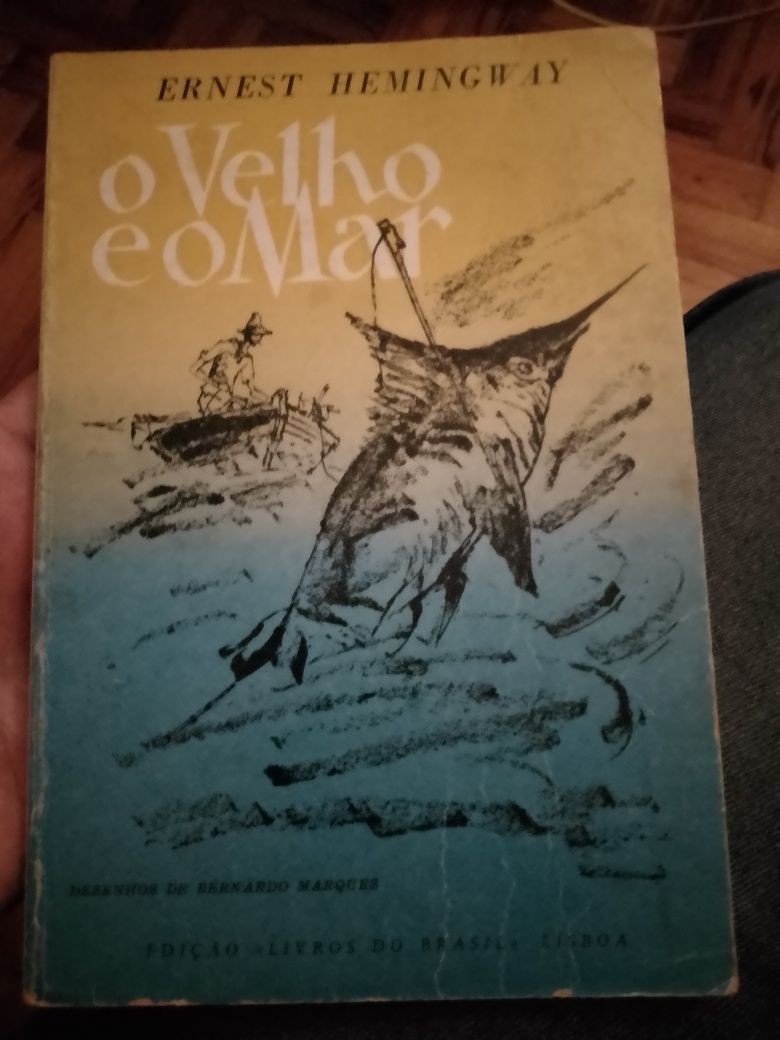 ERNEST HEMINGWAY
o Velho
e o Mar
DESENHOS DE BERNARDO MARQUES
EDIÇÃO «LIVROS DO BRASIL» LISBOA